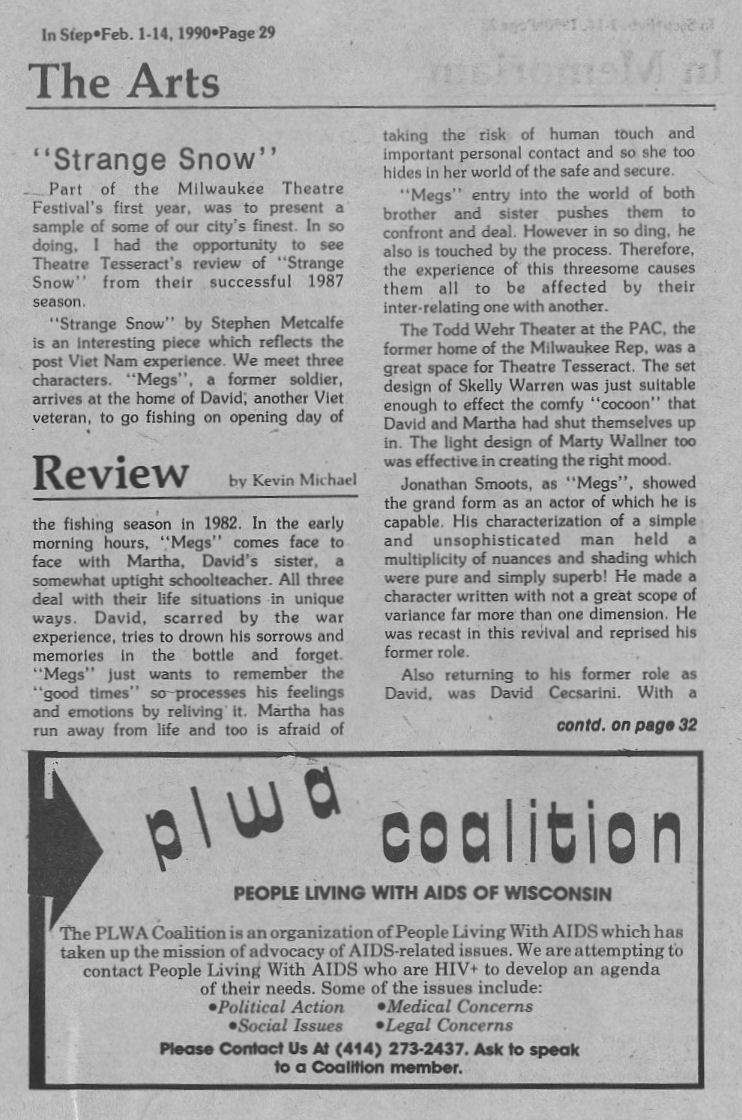 In Step•Feb. 1-14, 1990•Page 29
The Arts
"Strange Snow"
Part of the Milwaukee Theatre
Festival's first year, was to present a
sample of some of our city's finest. In so
doing, I had the opportunity to see
Theatre Tesseract's review of "Strange
Snow" from their successful 1987
season.
"Strange Snow" by Stephen Metcalfe
is an interesting piece which reflects the
post Viet Nam experience. We meet three
characters. "Megs", a former soldier,
arrives at the home of David, another Viet
veteran, to go fishing on opening day of
Review by Kevin Michael
the fishing season in 1982. In the early
morning hours, "Megs" comes face to
face with Martha, David's sister, a
somewhat uptight schoolteacher. All three
deal with their life situations in unique
ways. David, scarred by the war
experience, tries to drown his sorrows and
memories in the bottle and forget.
"Megs" just wants to remember the
"good times" so processes his feelings
and emotions by reliving it. Martha has
run away from life and too is afraid of
taking the risk of human touch and
important personal contact and so she too
hides in her world of the safe and secure.
"Megs" entry into the world of both
brother and sister pushes them to
confront and deal. However in so ding, he
also is touched by the process. Therefore,
the experience of this threesome causes
them all to be affected by their
inter-relating one with another.
The Todd Wehr Theater at the PAC, the
former home of the Milwaukee Rep, was a
great space for Theatre Tesseract. The set
design of Skelly Warren was just suitable
enough to effect the comfy "cocoon" that
David and Martha had shut themselves up
in. The light design of Marty Wallner too
was effective in creating the right mood.
Jonathan Smoots, as "Megs", showed
the grand form as an actor of which he is
capable. His characterization of a simple
and unsophisticated man held a
multiplicity of nuances and shading which
were pure and simply superb! He made a
character written with not a great scope of
variance far more than one dimension. He
was recast in this revival and reprised his
former role.
Also returning to his former role as
David, was David Cecsarini. With a
contd. on page 32
plwa coalition
PEOPLE LIVING WITH AIDS OF WISCONSIN
The PLWA Coalition is an organization of People Living With AIDS which has
taken up the mission of advocacy of AIDS-related issues. We are attempting to
contact People Living With AIDS who are HIV+ to develop an agenda
of their needs. Some of the issues include:
•Political Action •Medical Concerns
•Social Issues •Legal Concerns
Please Contact Us At (414) 273-2437. Ask to speak
to a Coalition member.